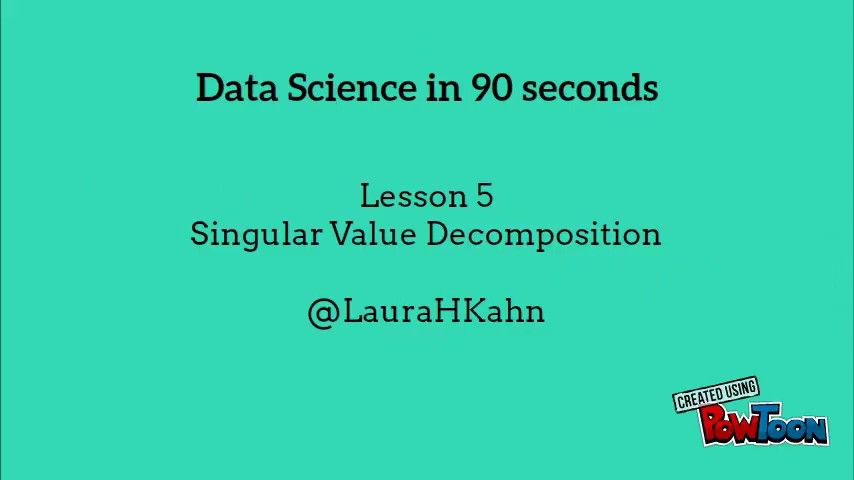 Data Science in 90 seconds
Lesson 5
Singular Value Decomposition
@LauraHKahn
CREATED USING
POWTOON